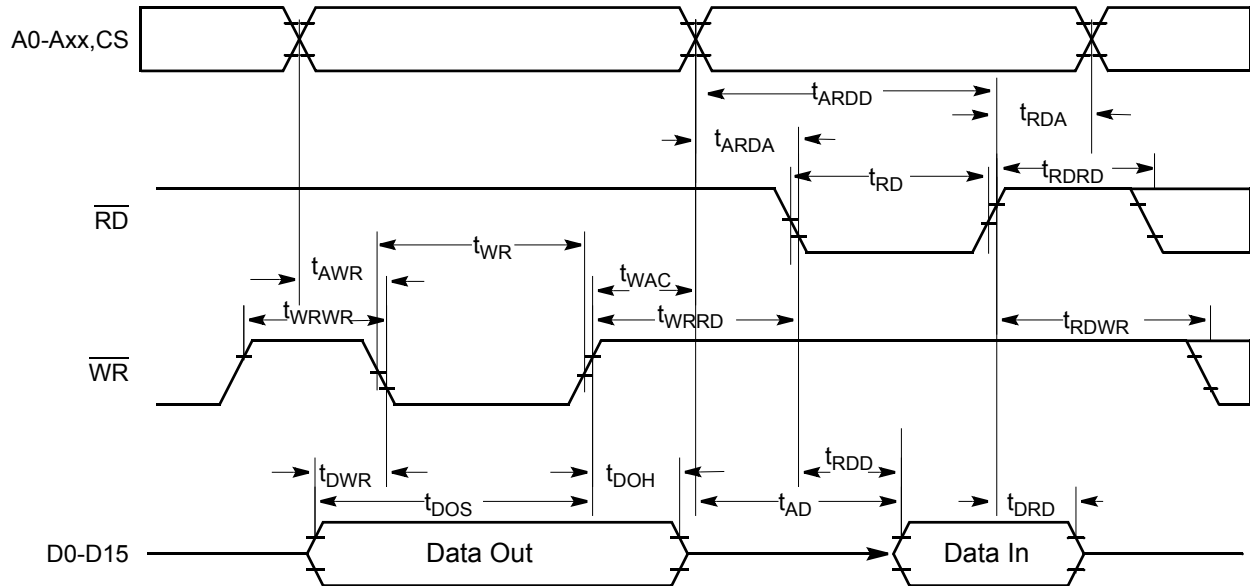 A0-Axx,CS
tARDD
tRDA
tARDA
tRD
tRDRD
RD
tWR
tAWR
tWAC
tWRWR
tWRRD
tRDWR
WR
tDWR
tDOH
tRDD
tDOS
tAD
tDRD
D0-D15
Data Out
Data In